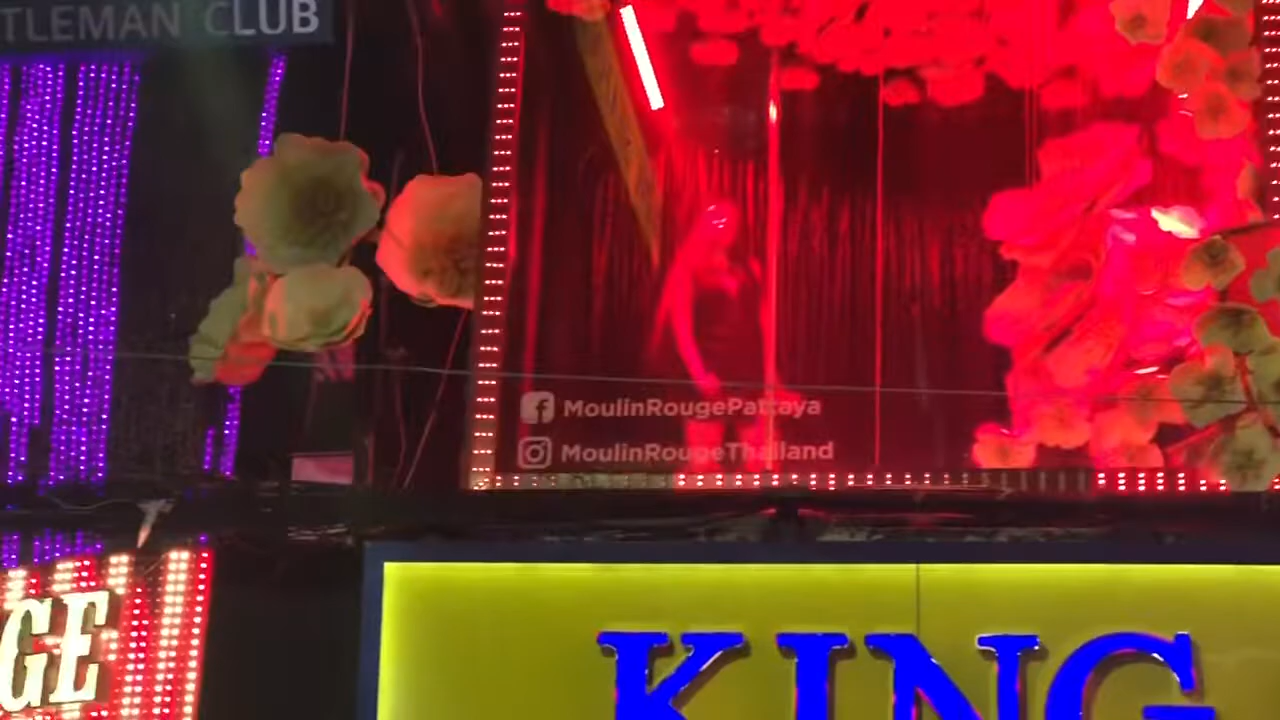 TLEMAN CLUB
MoulinRougePattaya
MoulinRougeThailand
GE
KING